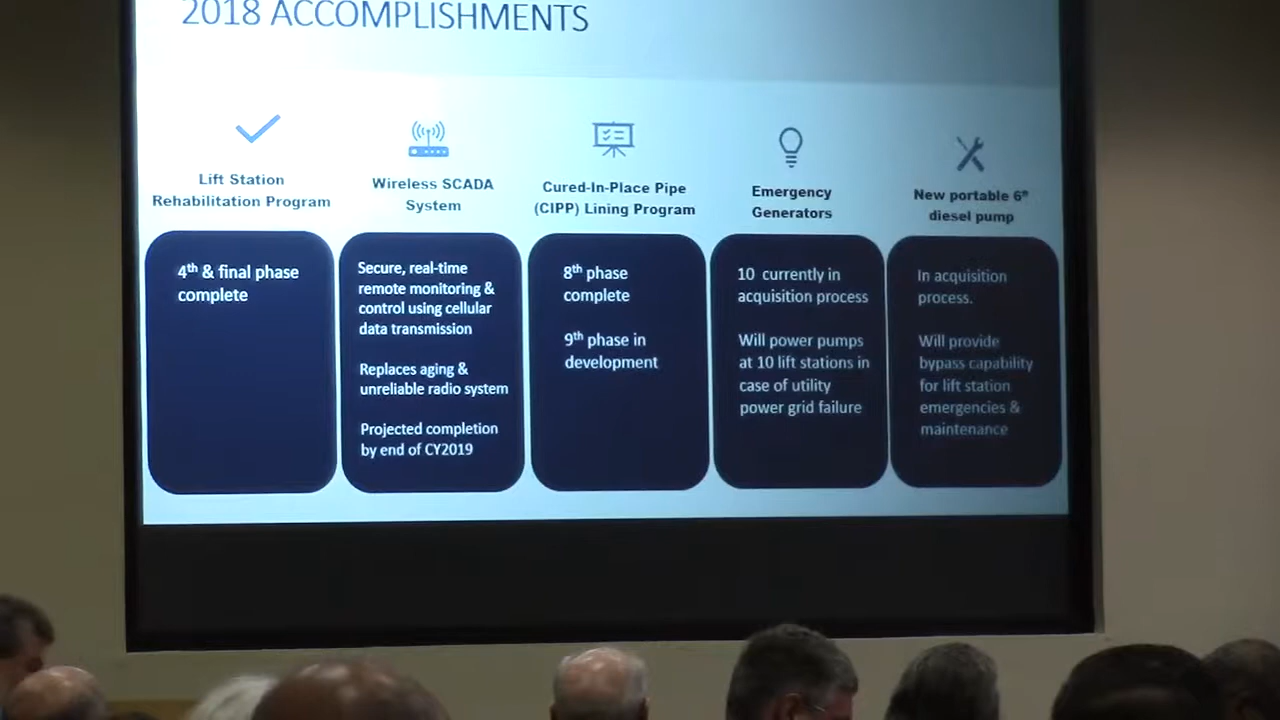 2018 ACCOMPLISHMENTS
Lift Station
Rehabilitation Program
4th & final phase
complete
Wireless SCADA
System
Secure, real-time
remote monitoring &
control using cellular
data transmission
Replaces aging &
unreliable radio system
Projected completion
by end of CY2019
Cured-In-Place Pipe
(CIPP) Lining Program
8th phase
complete
9th phase in
development
Emergency
Generators
10 currently in
acquisition process
Will power pumps
at 10 lift stations in
case of utility
power grid failure
New portable 6"
diesel pump
In acquisition
process.
Will provide
bypass capability
for lift station
emergencies &
maintenance